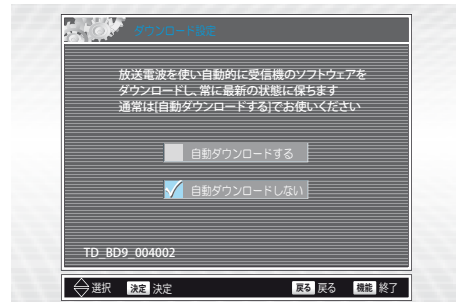 ダウンロード設定
放送電波を使い自動的に受信機のソフトウェアを
ダウンロードし、常に最新の状態に保ちます
通常は[自動ダウンロードする]でお使いください
自動ダウンロードする
自動ダウンロードしない
TD_BD9_004002
選択 決定 決定 戻る 戻る 機能 終了